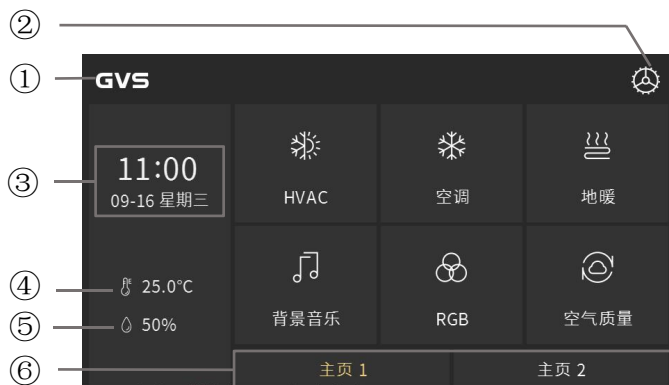 ②
①
GVS
③
11:00
09-16 星期三
HVAC
空调
地暖
④
25.0°C
⑤
50%
背景音乐
RGB
空气质量
⑥
主页 1
主页 2